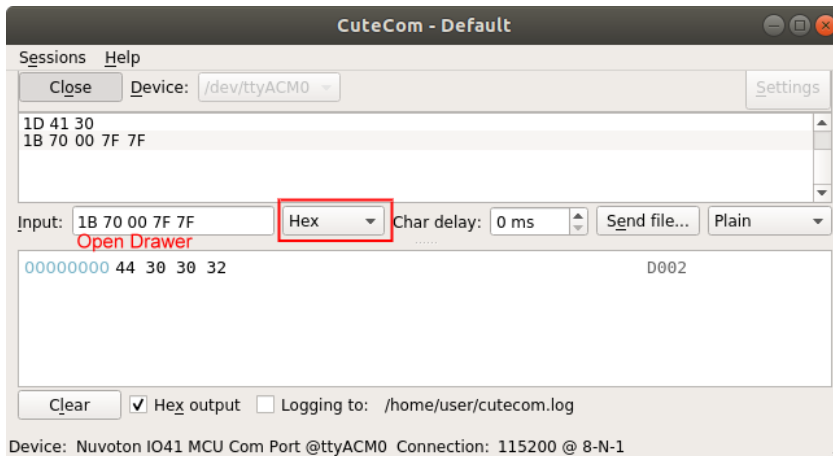 CuteCom - Default
Sessions Help
Close Device: /dev/ttyACM0 Settings
1D 41 30
1B 70 00 7F 7F
Input: 1B 70 00 7F 7F Hex Char delay: 0 ms Send file... Plain
Open Drawer
00000000 44 30 30 32 D002
Clear Hex output Logging to: /home/user/cutecom.log
Device: Nuvoton IO41 MCU Com Port @ttyACM0 Connection: 115200 @ 8-N-1